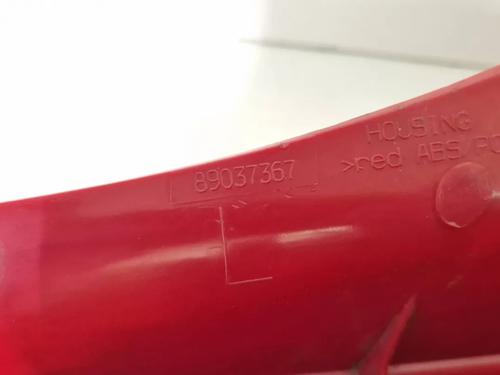 HOUSING
>red ABS/PC
89037367